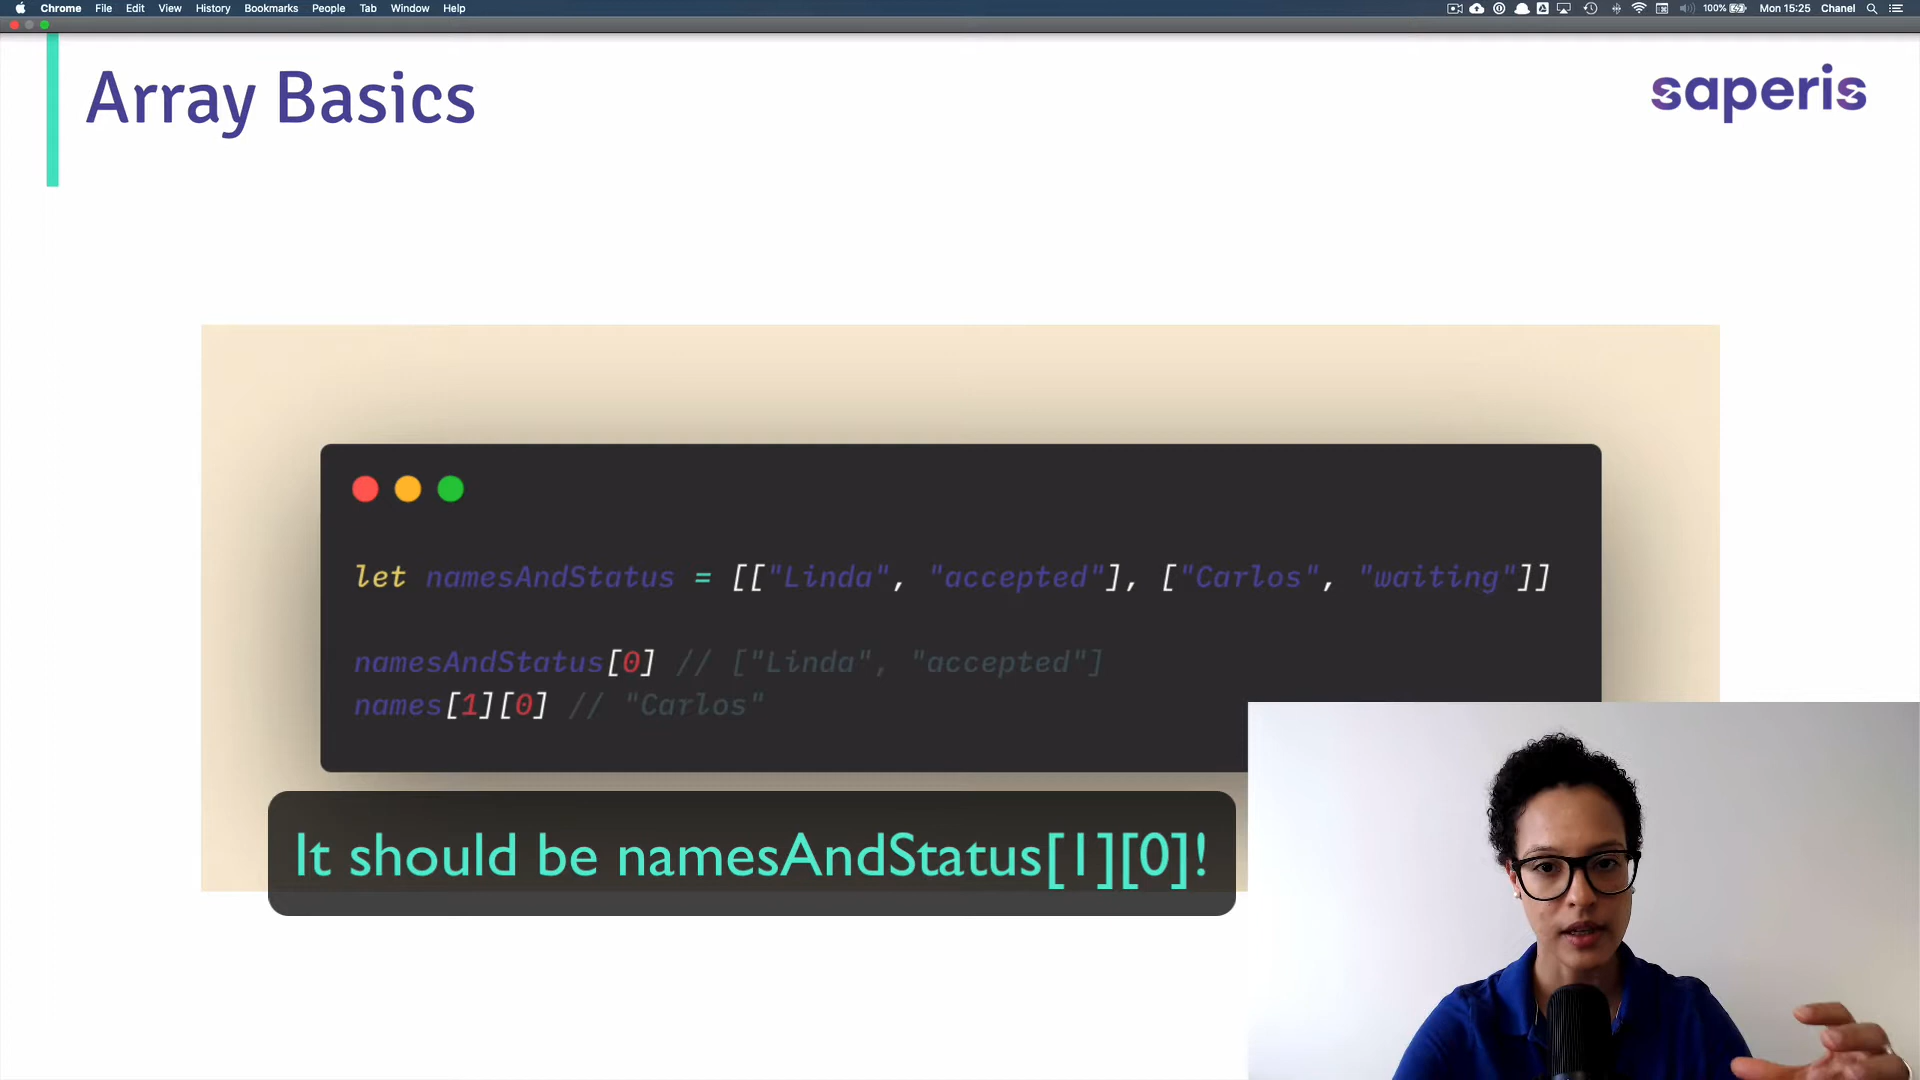 Chrome File Edit View History Bookmarks People Tab Window Help 100% Mon 15:25 Chanel
Array Basics
saperis
let namesAndStatus = [["Linda", "accepted"], ["Carlos", "waiting"]]
namesAndStatus[0] // ["Linda", "accepted"]
names[1][0] // "Carlos"
It should be namesAndStatus[1][0]!